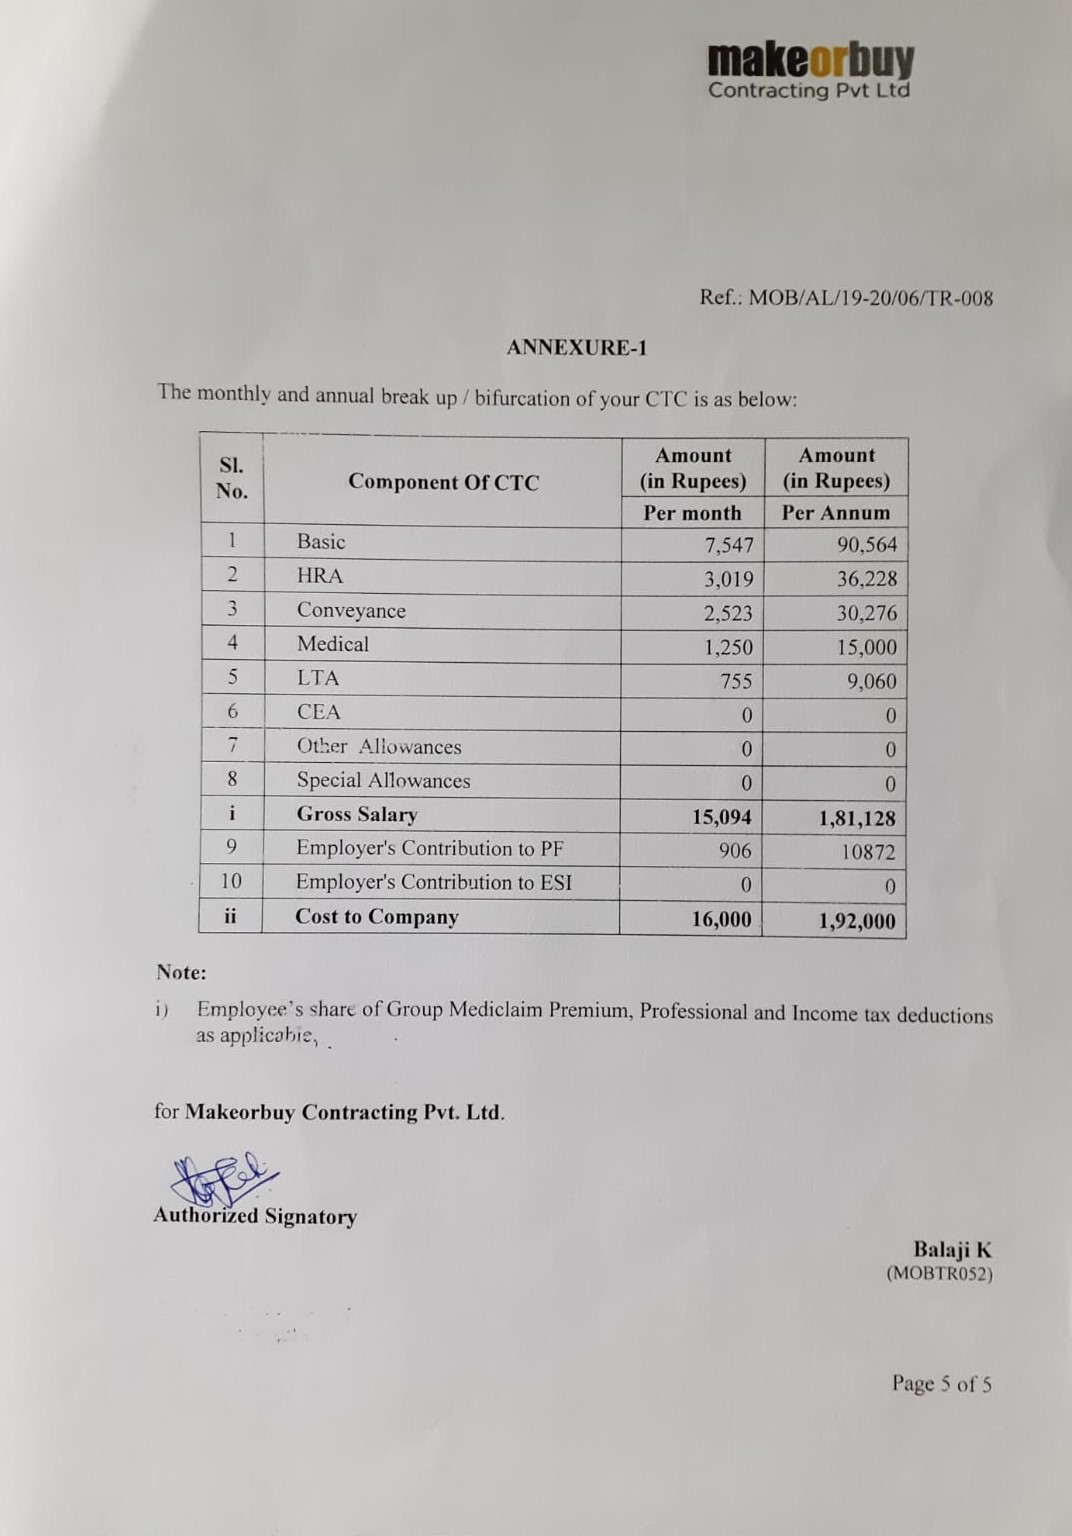 makeorbuy
Contracting Pvt Ltd
Ref.: MOB/AL/19-20/06/TR-008
ANNEXURE-1
The monthly and annual break up / bifurcation of your CTC is as below:
Sl. No. Component Of CTC Amount (in Rupees) Amount (in Rupees)
Per month Per Annum
1 Basic 7,547 90,564
2 HRA 3,019 36,228
3 Conveyance 2,523 30,276
4 Medical 1,250 15,000
5 LTA 755 9,060
6 CEA 0 0
7 Other Allowances 0 0
8 Special Allowances 0 0
i Gross Salary 15,094 1,81,128
9 Employer's Contribution to PF 906 10872
10 Employer's Contribution to ESI 0 0
ii Cost to Company 16,000 1,92,000
Note:
i) Employee's share of Group Mediclaim Premium, Professional and Income tax deductions
as applicable,
for Makeorbuy Contracting Pvt. Ltd.
Authorized Signatory
Balaji K
(MOBTR052)
Page 5 of 5